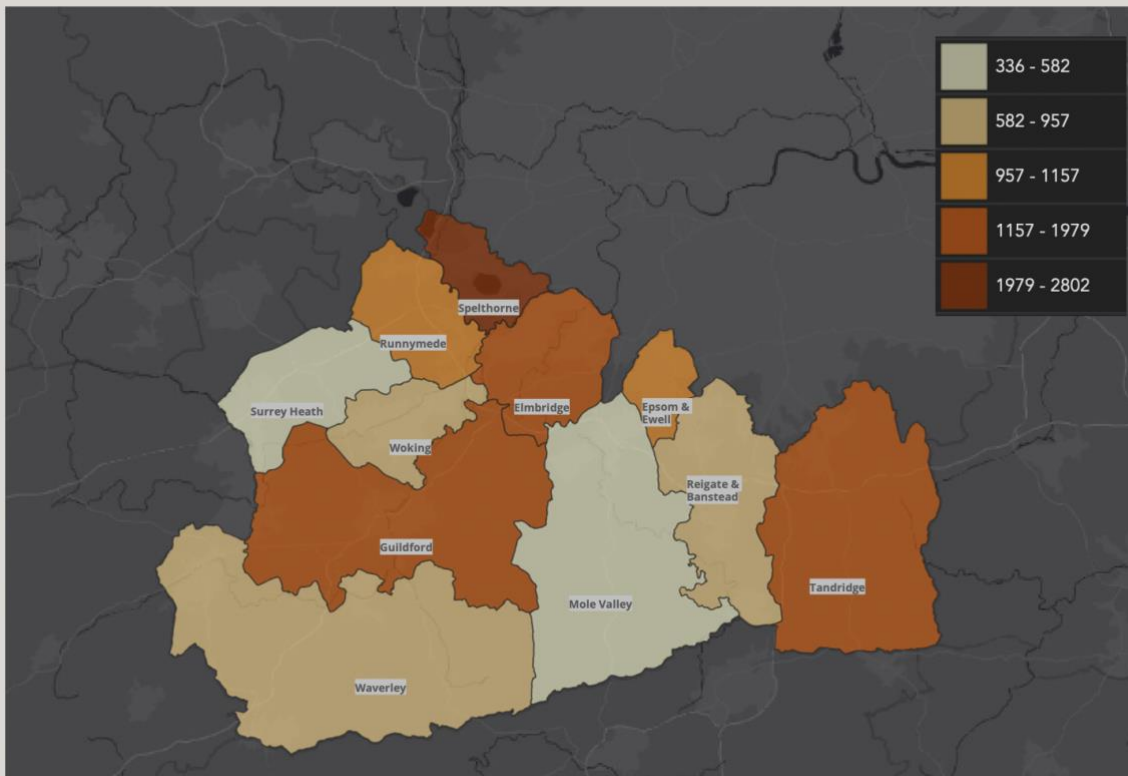 336 - 582
582 - 957
957 - 1157
1157 - 1979
1979 - 2802
Spelthorne
Runnymede
Surrey Heath
Elmbridge
Epsom &
Ewell
Woking
Reigate &
Banstead
Guildford
Tandridge
Mole Valley
Waverley